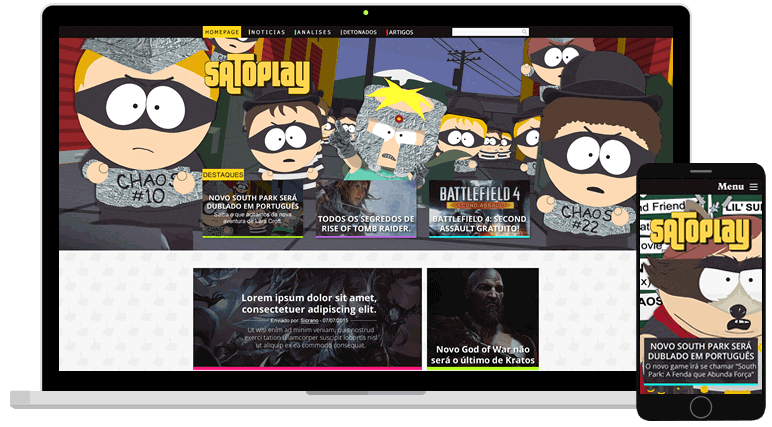 HOMEPAGE
NOTICIAS
ANALISES
DETONADOS
ARTIGOS
SATOPLAY
CHAOS
#10
CHAOS
#22
DESTAQUES
NOVO SOUTH PARK SERÁ
DUBLADO EM PORTUGUÊS
Saiba o que achamos da nova
aventura de Lara Croft.
TODOS OS SEGREDOS DE
RISE OF TOMB RAIDER.
BATTLEFIELD 4
SECOND ASSAULT
BATTLEFIELD 4: SECOND
ASSAULT GRATUITO!
Lorem ipsum dolor sit amet,
consectetuer adipiscing elit.
Enviado por: Sicrano - 07/07/2015
Ut wisi enim ad minim veniam, quis nostrud
exerci tation ullamcorper suscipit lobortis nisl
ut aliquip ex ea commodo consequat.
Novo God of War não
será o último de Kratos
Menu
nd Friend
LIL' SU
SATOPLAY
ovie
x)
HAOS
NOVO SOUTH PARK SERÁ
DUBLADO EM PORTUGUÊS
O novo game irá se chamar "South
Park: A Fenda que Abunda Força"